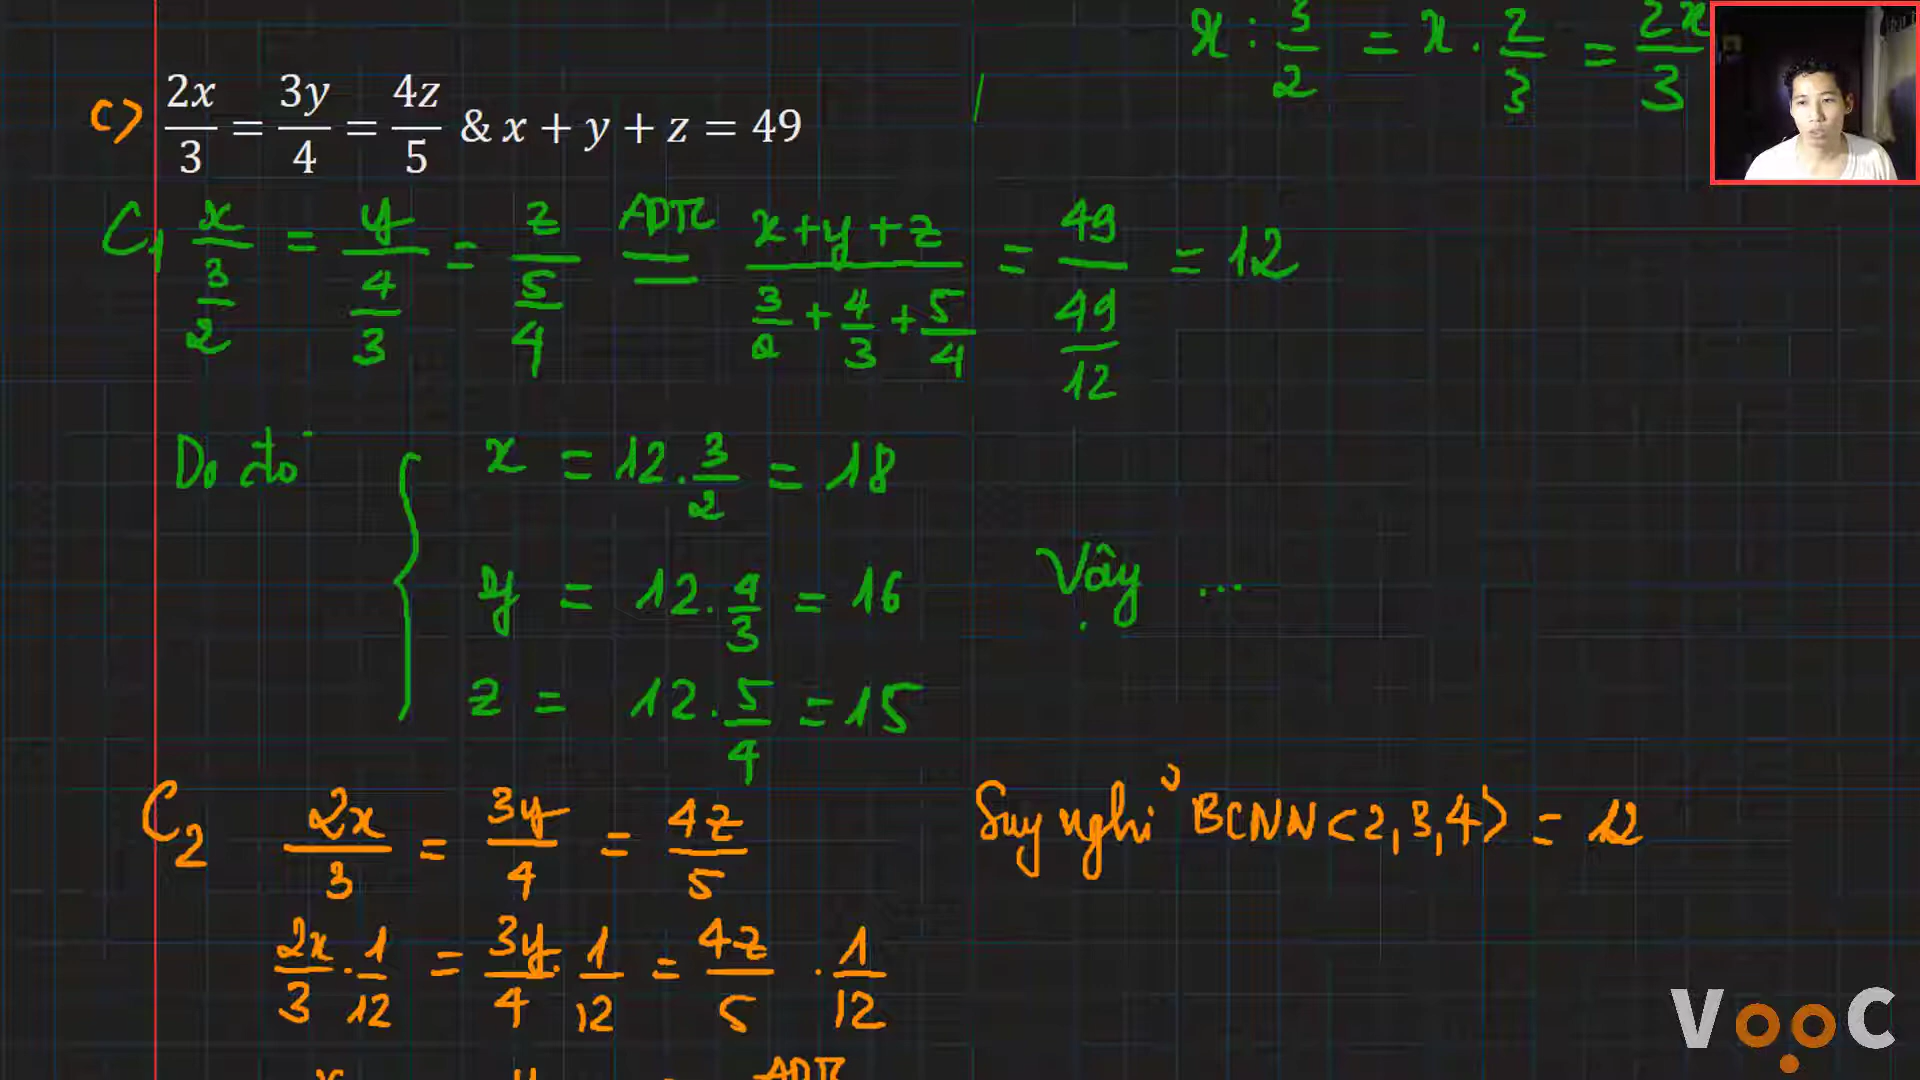 x : 3/2 = x . 2/3 = 2x/3
C) 2x/3 = 3y/4 = 4z/5 & x + y + z = 49
C1 x/(3/2) = y/(4/3) = z/(5/4) = (x+y+z)/(3/2 + 4/3 + 5/4) = 49/(49/12) = 12
Do đó
x = 12 . 3/2 = 18
y = 12 . 4/3 = 16
Vậy ...
z = 12 . 5/4 = 15
C2 2x/3 = 3y/4 = 4z/5
Suy nghĩ BCNN(2,3,4) = 12
2x/3 . 1/12 = 3y/4 . 1/12 = 4z/5 . 1/12
VooC